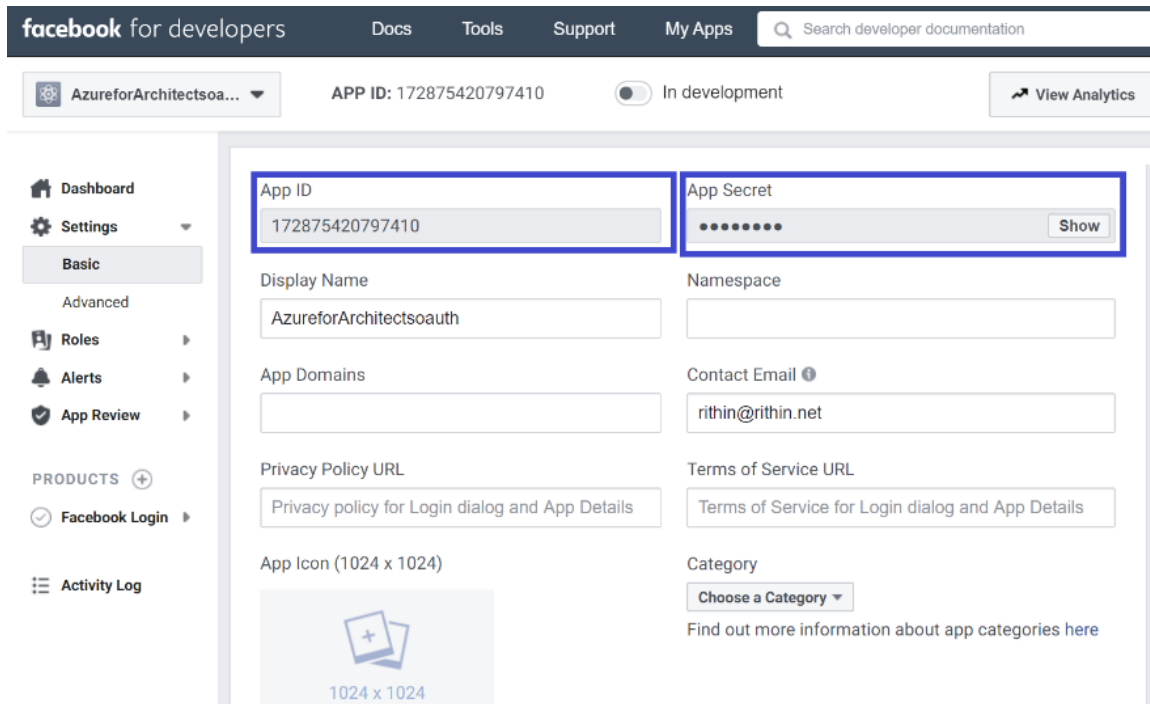 facebook for developers Docs Tools Support My Apps Search developer documentation
AzureforArchitectsoa... APP ID: 172875420797410 In development View Analytics
Dashboard
Settings
Basic
Advanced
Roles
Alerts
App Review
PRODUCTS
Facebook Login
Activity Log
App ID App Secret
172875420797410 •••••••• Show
Display Name Namespace
AzureforArchitectsoauth
App Domains Contact Email
rithin@rithin.net
Privacy Policy URL Terms of Service URL
Privacy policy for Login dialog and App Details Terms of Service for Login dialog and App Details
App Icon (1024 x 1024) Category
Choose a Category
Find out more information about app categories here
1024 x 1024